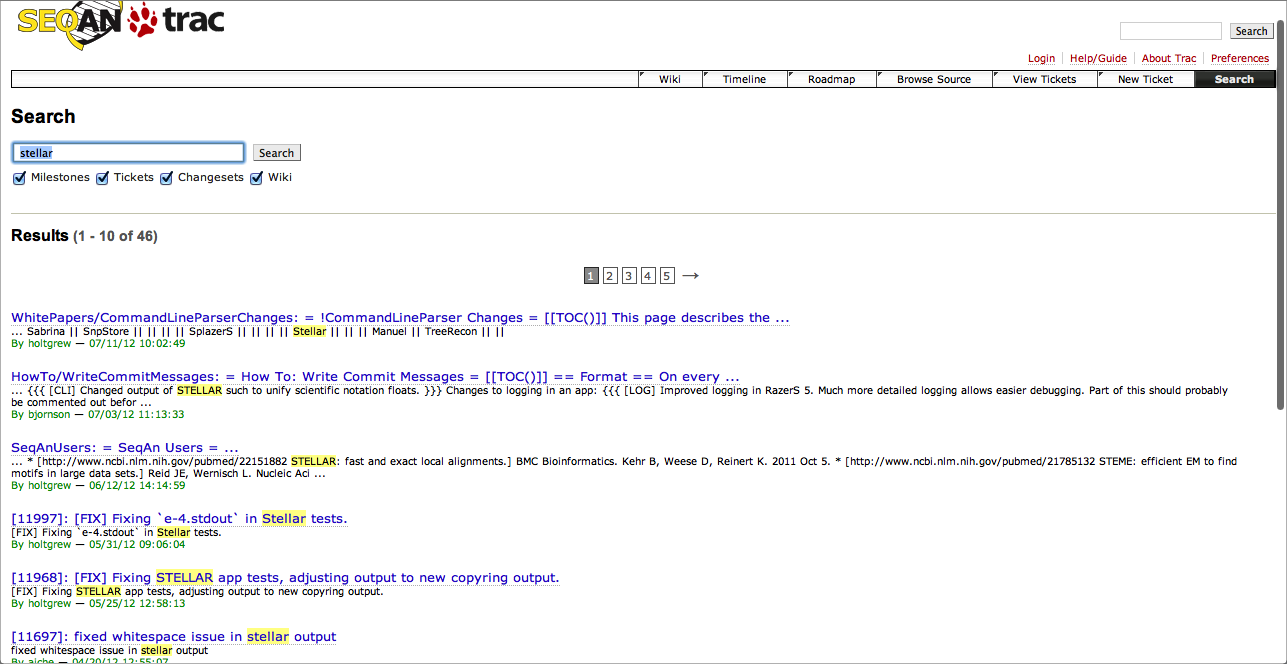 SEQAN trac
Search
Login Help/Guide About Trac Preferences
Wiki Timeline Roadmap Browse Source View Tickets New Ticket Search
Search
stellar Search
Milestones Tickets Changesets Wiki
Results (1 - 10 of 46)
1 2 3 4 5 →
WhitePapers/CommandLineParserChanges: = !CommandLineParser Changes = [[TOC()]] This page describes the ...
... Sabrina || SnpStore || || || || SplazerS || || || || Stellar || || || Manuel || TreeRecon || ||
By holtgrew — 07/11/12 10:02:49
HowTo/WriteCommitMessages: = How To: Write Commit Messages = [[TOC()]] == Format == On every ...
... {{{ [CLI] Changed output of STELLAR such to unify scientific notation floats. }}} Changes to logging in an app: {{{ [LOG] Improved logging in RazerS 5. Much more detailed logging allows easier debugging. Part of this should probably
be commented out befor ...
By bjornson — 07/03/12 11:13:33
SeqAnUsers: = SeqAn Users = ...
... * [http://www.ncbi.nlm.nih.gov/pubmed/22151882 STELLAR: fast and exact local alignments.] BMC Bioinformatics. Kehr B, Weese D, Reinert K. 2011 Oct 5. * [http://www.ncbi.nlm.nih.gov/pubmed/21785132 STEME: efficient EM to find
motifs in large data sets.] Reid JE, Wernisch L. Nucleic Aci ...
By holtgrew — 06/12/12 14:14:59
[11997]: [FIX] Fixing `e-4.stdout` in Stellar tests.
[FIX] Fixing `e-4.stdout` in Stellar tests.
By holtgrew — 05/31/12 09:06:04
[11968]: [FIX] Fixing STELLAR app tests, adjusting output to new copyring output.
[FIX] Fixing STELLAR app tests, adjusting output to new copyring output.
By holtgrew — 05/25/12 12:58:13
[11697]: fixed whitespace issue in stellar output
fixed whitespace issue in stellar output
By aiche — 04/20/12 12:55:07